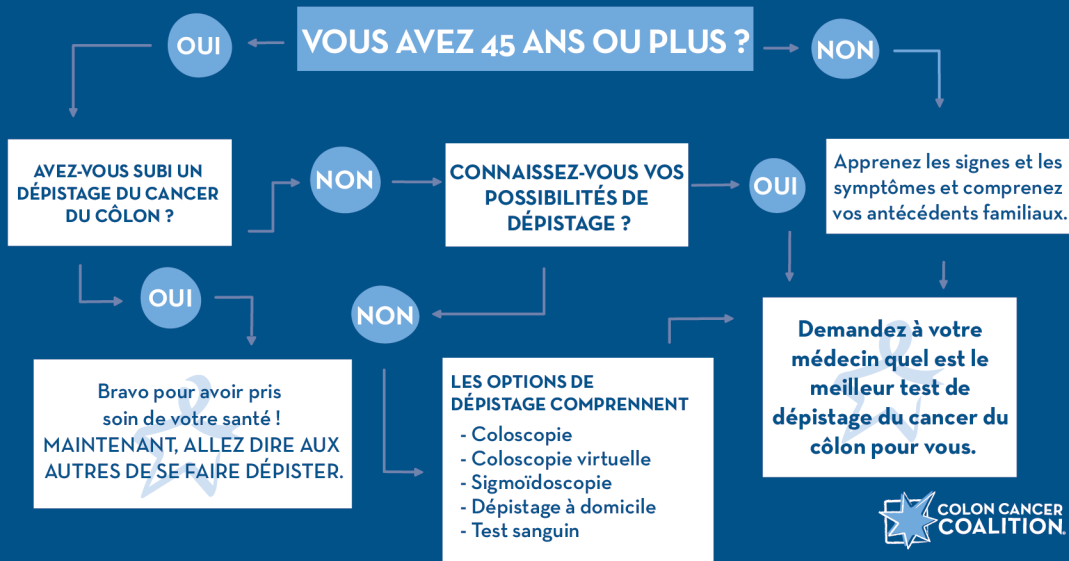 VOUS AVEZ 45 ANS OU PLUS ?
OUI
NON
AVEZ-VOUS SUBI UN
DÉPISTAGE DU CANCER
DU CÔLON ?
NON
CONNAISSEZ-VOUS VOS
POSSIBILITÉS DE
DÉPISTAGE ?
OUI
Apprenez les signes et les
symptômes et comprenez
vos antécédents familiaux.
OUI
NON
Bravo pour avoir pris
soin de votre santé !
MAINTENANT, ALLEZ DIRE AUX
AUTRES DE SE FAIRE DÉPISTER.
LES OPTIONS DE
DÉPISTAGE COMPRENNENT
- Coloscopie
- Coloscopie virtuelle
- Sigmoïdoscopie
- Dépistage à domicile
- Test sanguin
Demandez à votre
médecin quel est le
meilleur test de
dépistage du cancer du
côlon pour vous.
COLON CANCER
COALITION.